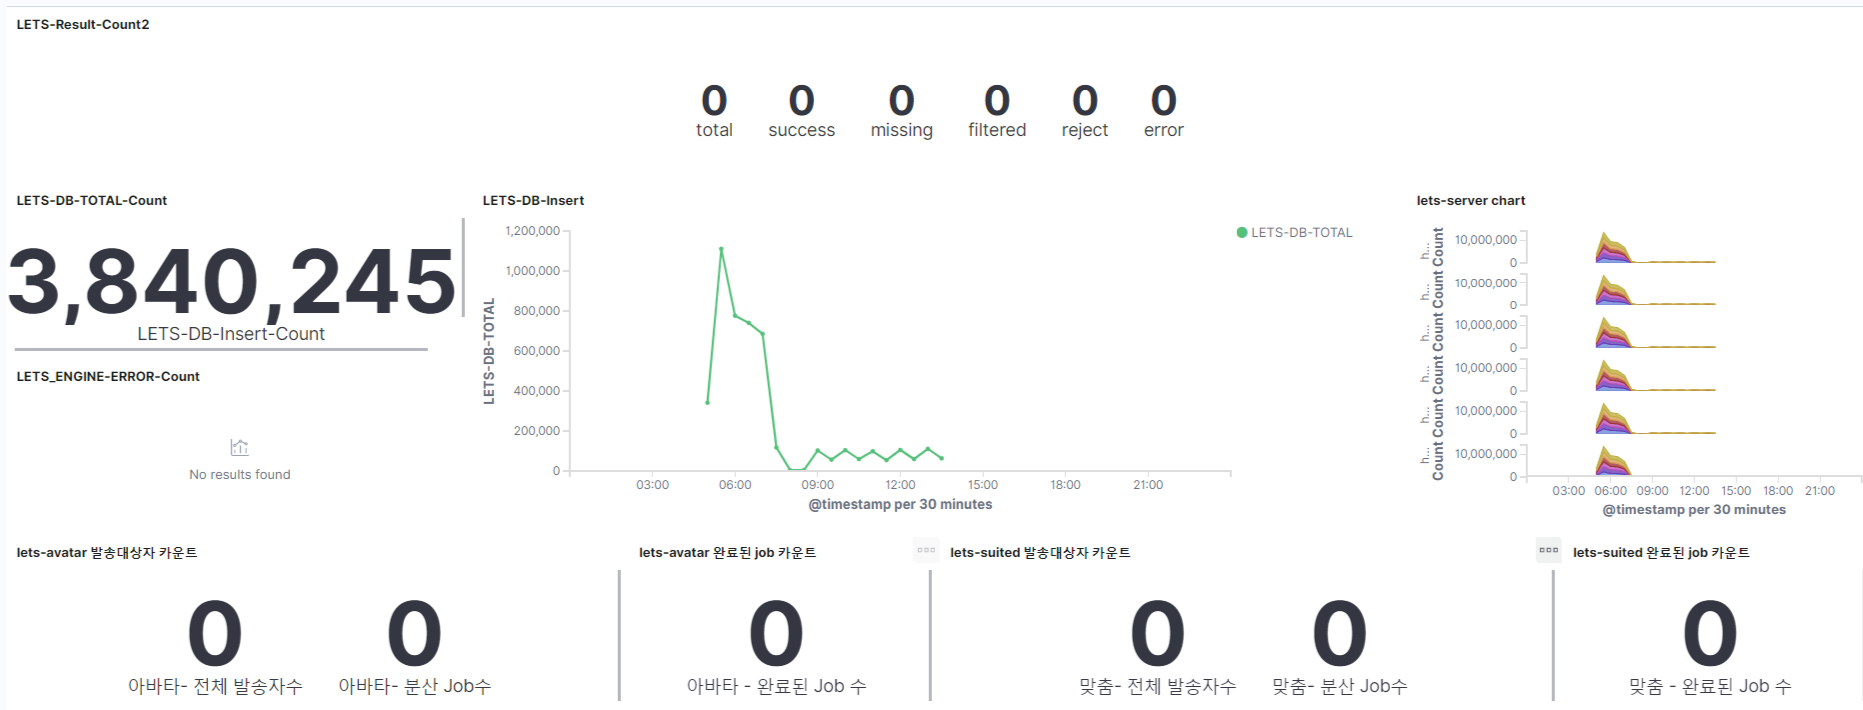 LETS-Result-Count2
0 0 0 0 0 0
total success missing filtered reject error
LETS-DB-TOTAL-Count
3,840,245
LETS-DB-Insert-Count
LETS_ENGINE-ERROR-Count
No results found
LETS-DB-Insert
LETS-DB-TOTAL
1,200,000
1,000,000
800,000
600,000
400,000
200,000
0
LETS-DB-TOTAL
03:00 06:00 09:00 12:00 15:00 18:00 21:00
@timestamp per 30 minutes
lets-server chart
h... Count 10,000,000
0
h... Count 10,000,000
0
h... Count 10,000,000
0
h... Count 10,000,000
0
h... Count 10,000,000
0
h... Count 10,000,000
0
03:00 06:00 09:00 12:00 15:00 18:00 21:00
@timestamp per 30 minutes
lets-avatar 발송대상자 카운트
0 0
아바타- 전체 발송자수 아바타- 분산 Job수
lets-avatar 완료된 job 카운트
0
아바타 - 완료된 Job 수
lets-suited 발송대상자 카운트
0 0
맞춤- 전체 발송자수 맞춤- 분산 Job수
lets-suited 완료된 job 카운트
0
맞춤 - 완료된 Job 수